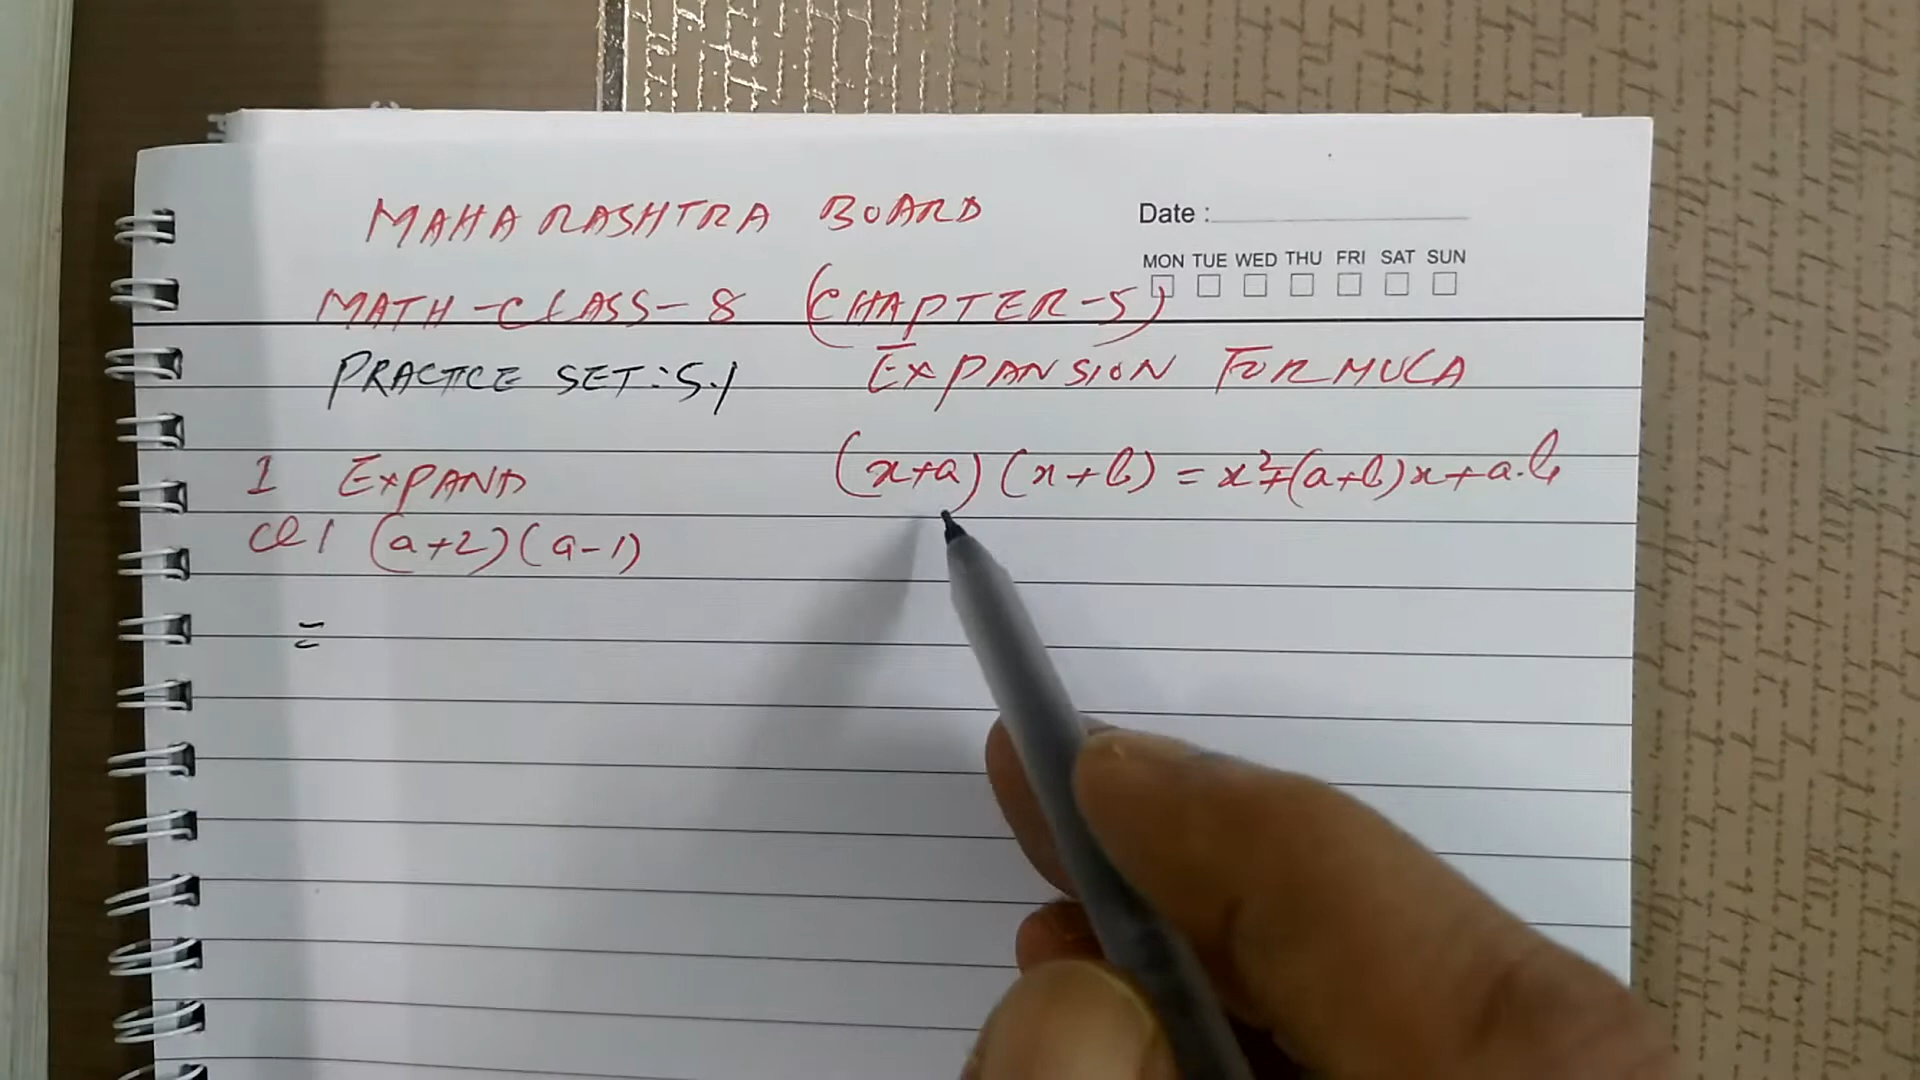 MAHARASHTRA BOARD
Date :
MON TUE WED THU FRI SAT SUN
MATH-CLASS-8 (CHAPTER-5)
PRACTICE SET:5.1 EXPANSION FORMULA
1 EXPAND (x+a)(x+b) = x²+(a+b)x+a.b
(a+2)(a-1)
=